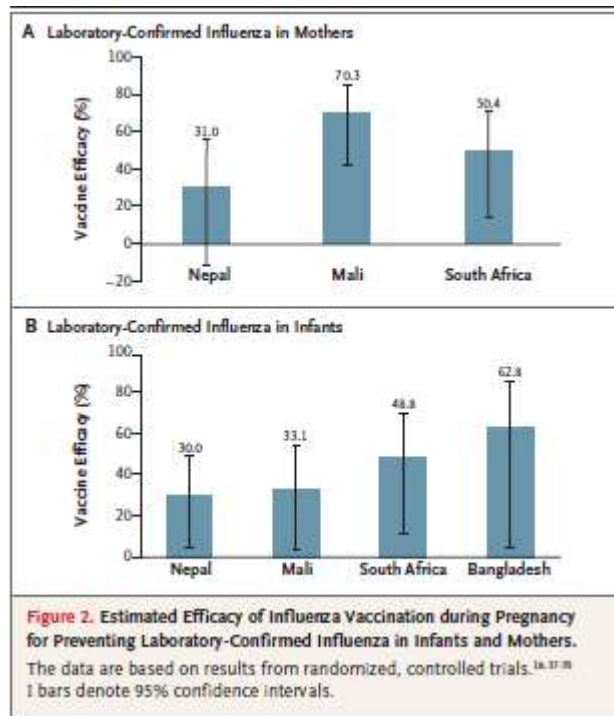 A Laboratory-Confirmed Influenza in Mothers
Vaccine Efficacy (%)
100
80
60
40
20
0
−20
31.0
70.3
50.4
Nepal Mali South Africa
B Laboratory-Confirmed Influenza in Infants
Vaccine Efficacy (%)
100
80
60
40
20
0
30.0
33.1
48.8
62.8
Nepal Mali South Africa Bangladesh
Figure 2. Estimated Efficacy of Influenza Vaccination during Pregnancy
for Preventing Laboratory-Confirmed Influenza in Infants and Mothers.
The data are based on results from randomized, controlled trials.
I bars denote 95% confidence intervals.